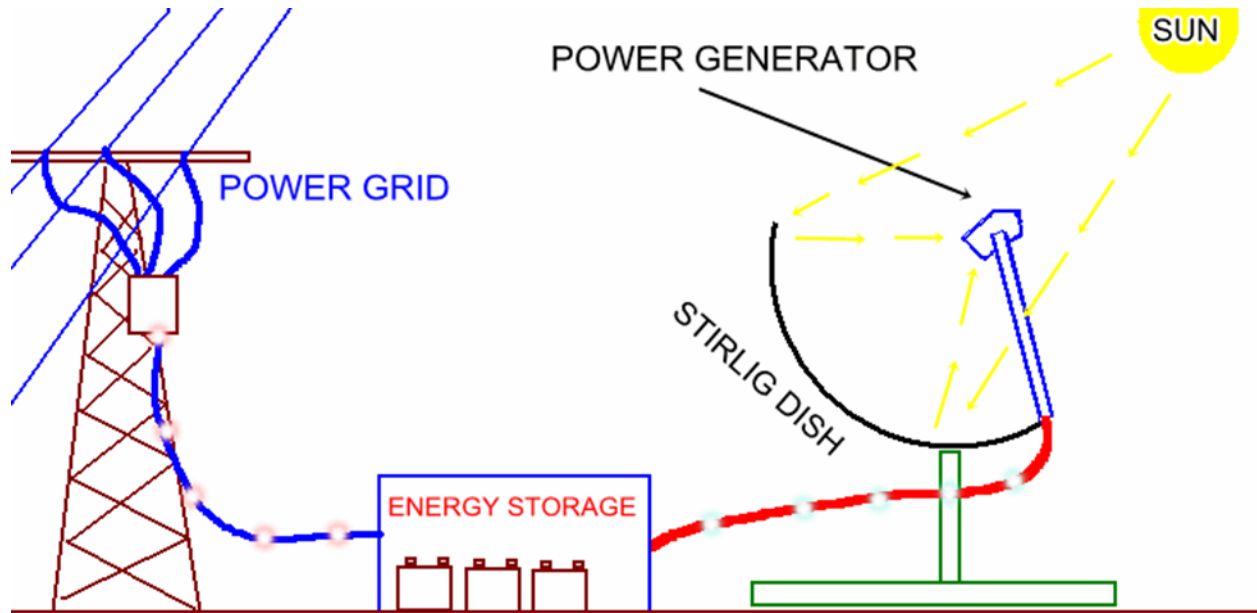 SUN
POWER GENERATOR
POWER GRID
STIRLIG DISH
ENERGY STORAGE